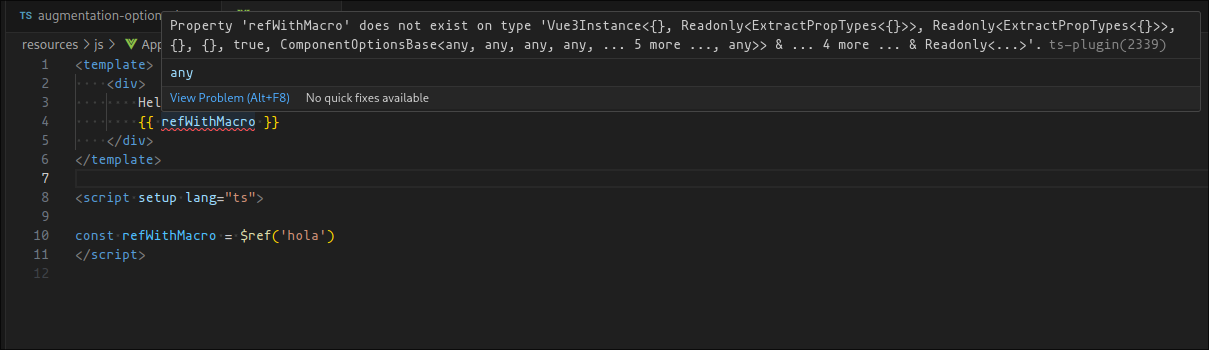 TS augmentation-option
Property 'refWithMacro' does not exist on type 'Vue3Instance<{}, Readonly<ExtractPropTypes<{}>>, Readonly<ExtractPropTypes<{}>>,
{}, {}, true, ComponentOptionsBase<any, any, any, any, ... 5 more ..., any>> & ... 4 more ... & Readonly<...>'. ts-plugin(2339)
any
View Problem (Alt+F8) No quick fixes available
resources > js > App
1 <template>
2 <div>
3 Hel
4 {{ refWithMacro }}
5 </div>
6 </template>
7
8 <script setup lang="ts">
9
10 const refWithMacro = $ref('hola')
11 </script>
12